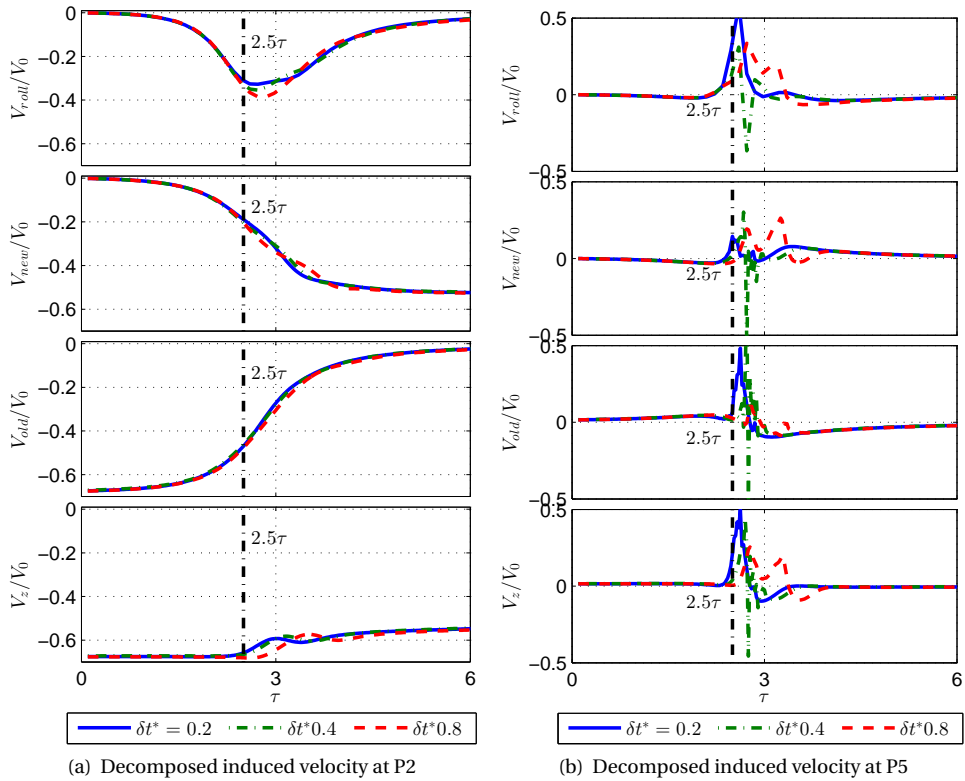 0
−0.2
−0.4
−0.6
V_roll/V_0
2.5τ
0
−0.2
−0.4
−0.6
V_new/V_0
2.5τ
0
−0.2
−0.4
−0.6
V_old/V_0
2.5τ
0
−0.2
−0.4
−0.6
V_z/V_0
2.5τ
0 3 6
τ
δt* = 0.2 δt*0.4 δt*0.8
(a) Decomposed induced velocity at P2
0.5
0
−0.5
V_roll/V_0
2.5τ
0.5
0
−0.5
V_new/V_0
2.5τ
0.5
0
−0.5
V_old/V_0
2.5τ
0.5
0
−0.5
V_z/V_0
2.5τ
0 3 6
τ
δt* = 0.2 δt*0.4 δt*0.8
(b) Decomposed induced velocity at P5